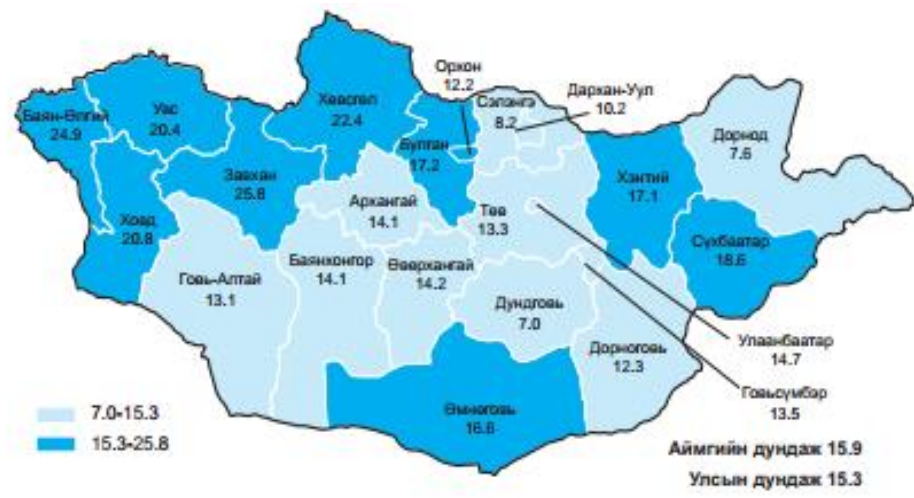 Орхон
12.2
Дархан-Уул
10.2
Сэлэнгэ
8.2
Хөвсгөл
22.4
Увс
20.4
Баян-Өлгий
24.9
Дорнод
7.6
Булган
17.2
Завхан
25.8
Хэнтий
17.1
Архангай
14.1
Төв
13.3
Ховд
20.8
Сүхбаатар
18.6
Говь-Алтай
13.1
Баянхонгор
14.1
Өвөрхангай
14.2
Дундговь
7.0
Улаанбаатар
14.7
Дорноговь
12.3
Говьсүмбэр
13.5
Өмнөговь
16.6
7.0-15.3
15.3-25.8
Аймгийн дундаж 15.9
Улсын дундаж 15.3